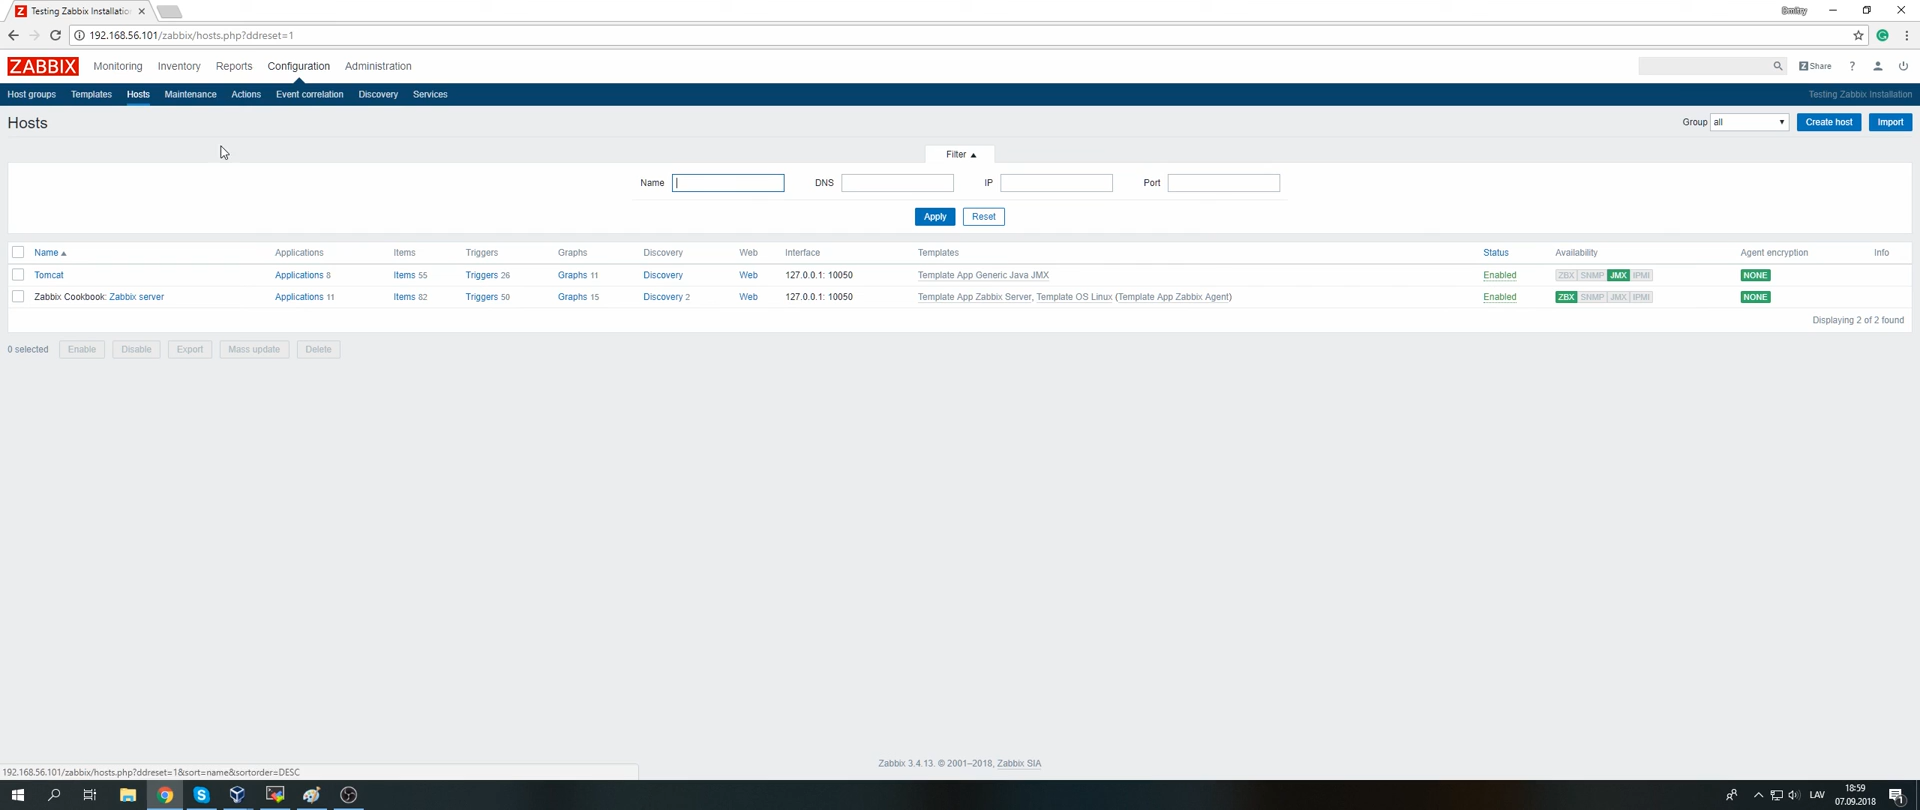 Testing Zabbix Installatio
Dmitry
192.168.56.101/zabbix/hosts.php?ddreset=1
ZABBIX Monitoring Inventory Reports Configuration Administration Z Share ?
Host groups Templates Hosts Maintenance Actions Event correlation Discovery Services Testing Zabbix Installation
Hosts Group all Create host Import
Filter
Name DNS IP Port
Apply Reset
Name Applications Items Triggers Graphs Discovery Web Interface Templates Status Availability Agent encryption Info
Tomcat Applications 8 Items 55 Triggers 26 Graphs 11 Discovery Web 127.0.0.1: 10050 Template App Generic Java JMX Enabled ZBX SNMP JMX IPMI NONE
Zabbix Cookbook: Zabbix server Applications 11 Items 82 Triggers 50 Graphs 15 Discovery 2 Web 127.0.0.1: 10050 Template App Zabbix Server, Template OS Linux (Template App Zabbix Agent) Enabled ZBX SNMP JMX IPMI NONE
Displaying 2 of 2 found
0 selected Enable Disable Export Mass update Delete
Zabbix 3.4.13. © 2001–2018, Zabbix SIA
192.168.56.101/zabbix/hosts.php?ddreset=1&sort=name&sortorder=DESC
LAV 18:59
07.09.2018